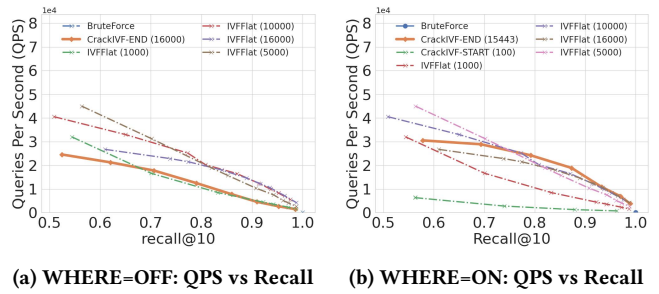 1e4
Queries Per Second (QPS)
8
7
6
5
4
3
2
1
0
BruteForce
CrackIVF-END (16000)
IVFFlat (1000)
IVFFlat (10000)
IVFFlat (16000)
IVFFlat (5000)
0.5 0.6 0.7 0.8 0.9 1.0
recall@10
(a) WHERE=OFF: QPS vs Recall
1e4
Queries Per Second (QPS)
8
7
6
5
4
3
2
1
0
BruteForce
CrackIVF-END (15443)
CrackIVF-START (100)
IVFFlat (1000)
IVFFlat (10000)
IVFFlat (16000)
IVFFlat (5000)
0.5 0.6 0.7 0.8 0.9 1.0
Recall@10
(b) WHERE=ON: QPS vs Recall